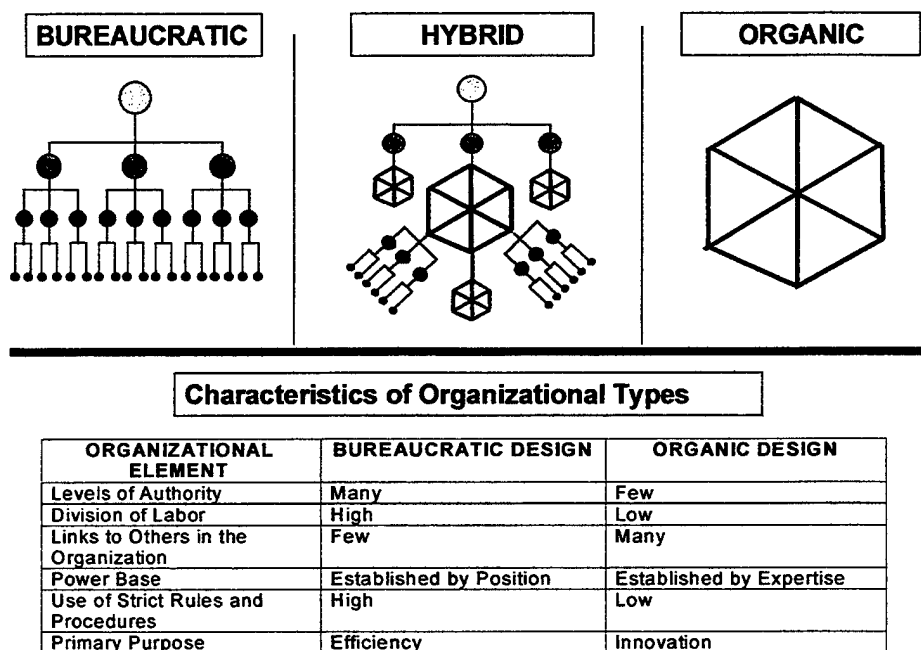 BUREAUCRATIC
HYBRID
ORGANIC
Characteristics of Organizational Types
ORGANIZATIONAL ELEMENT BUREAUCRATIC DESIGN ORGANIC DESIGN
Levels of Authority Many Few
Division of Labor High Low
Links to Others in the Organization Few Many
Power Base Established by Position Established by Expertise
Use of Strict Rules and Procedures High Low
Primary Purpose Efficiency Innovation